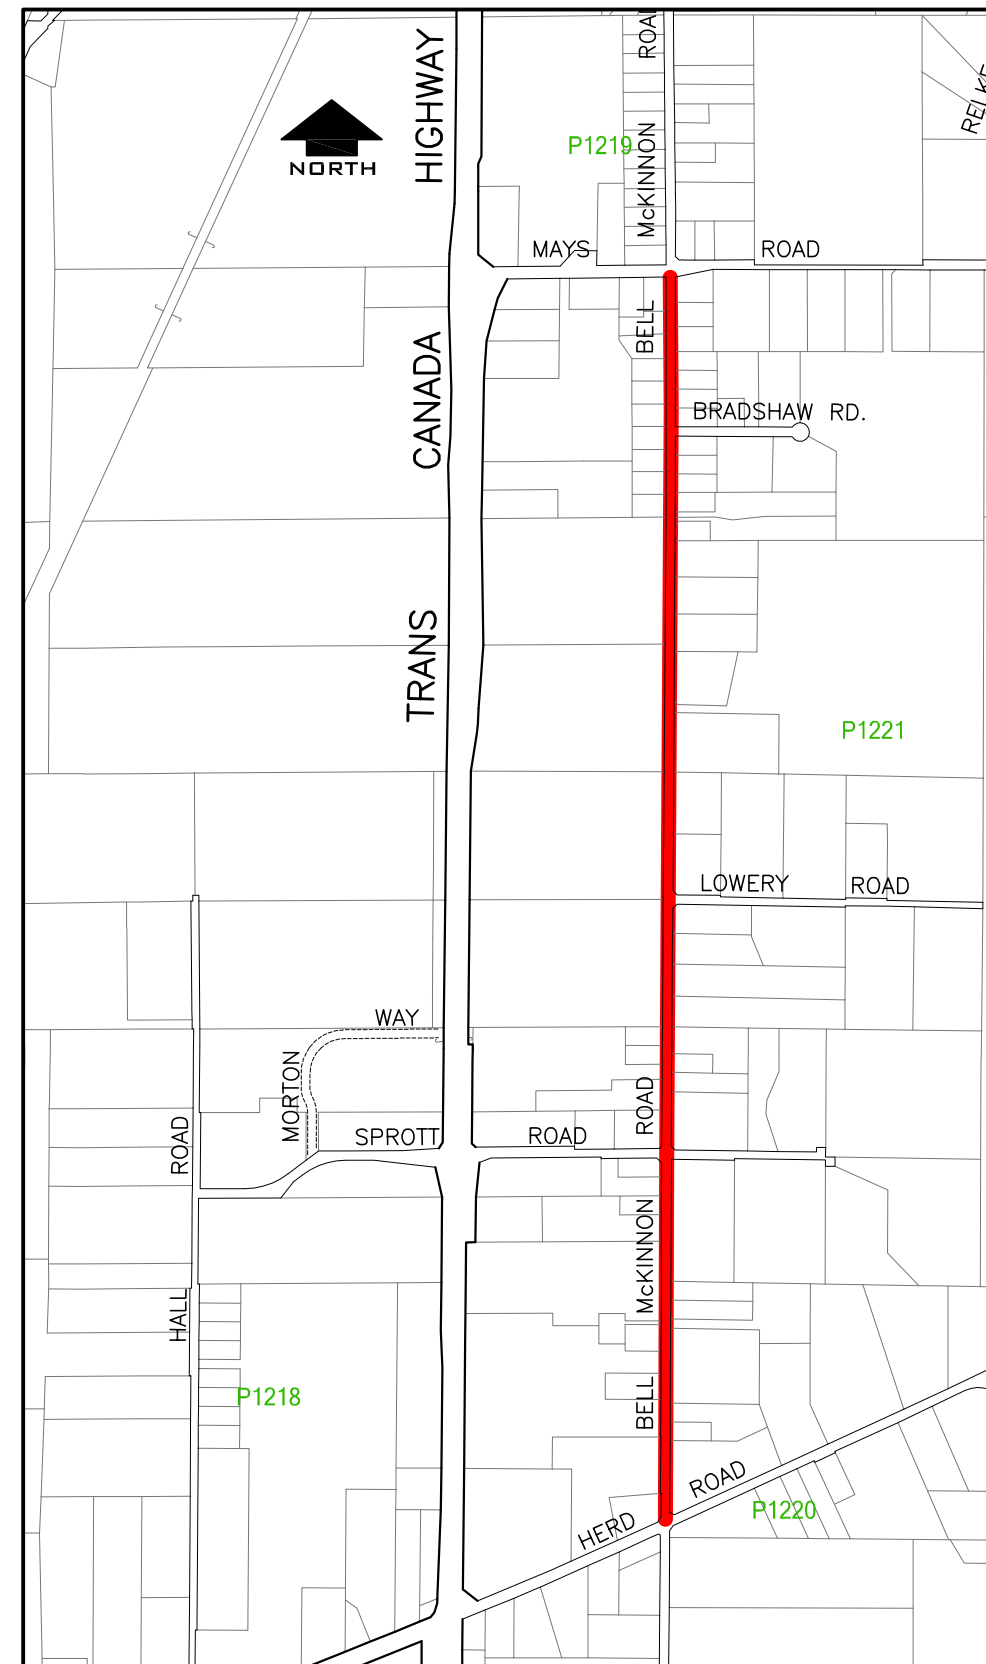 HIGHWAY
ROAD
RELKE
NORTH
P1219
McKINNON
MAYS ROAD
BELL
CANADA
BRADSHAW RD.
TRANS
P1221
LOWERY ROAD
WAY
MORTON
ROAD
ROAD
SPROTT ROAD
McKINNON
HALL
P1218
BELL
ROAD
HERD
P1220